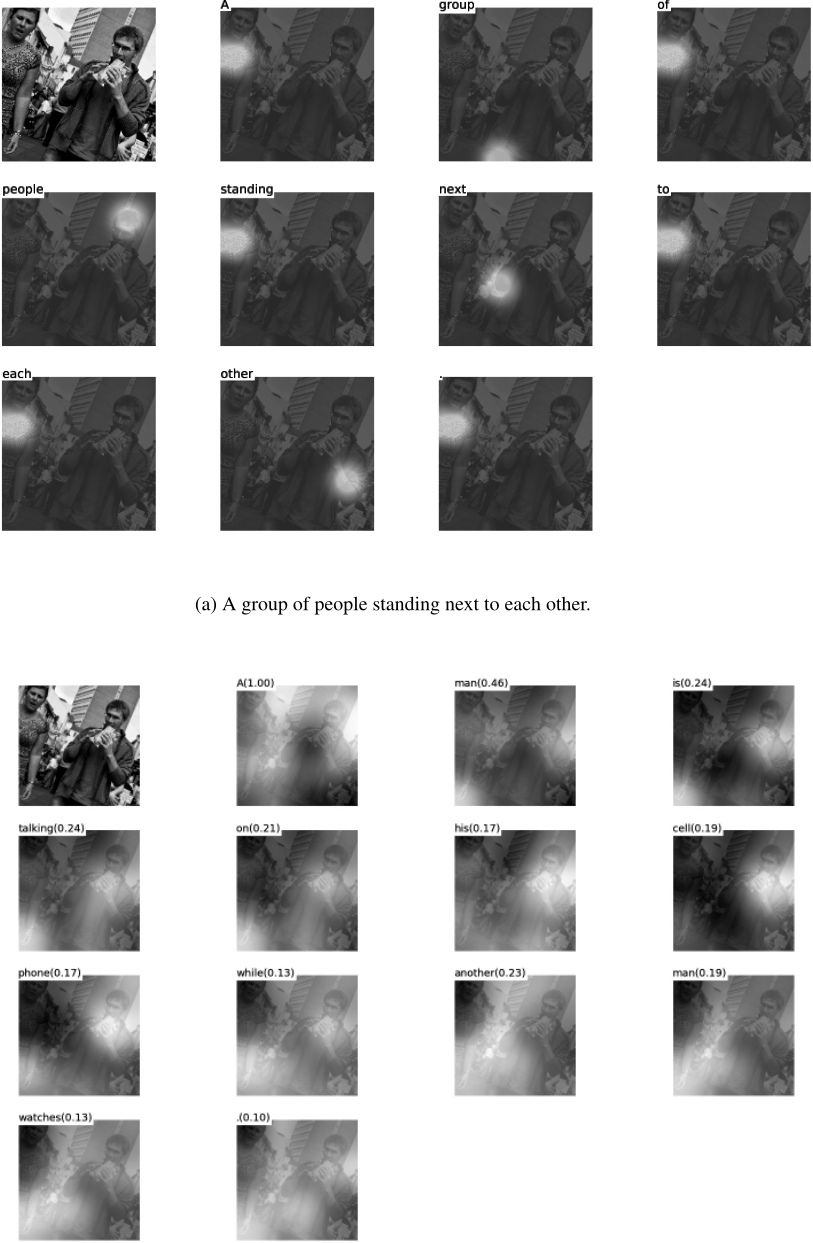 A group of
people standing next to
each other .
(a) A group of people standing next to each other.
A(1.00) man(0.46) is(0.24)
talking(0.24) on(0.21) his(0.17) cell(0.19)
phone(0.17) while(0.13) another(0.23) man(0.19)
watches(0.13) .(0.10)